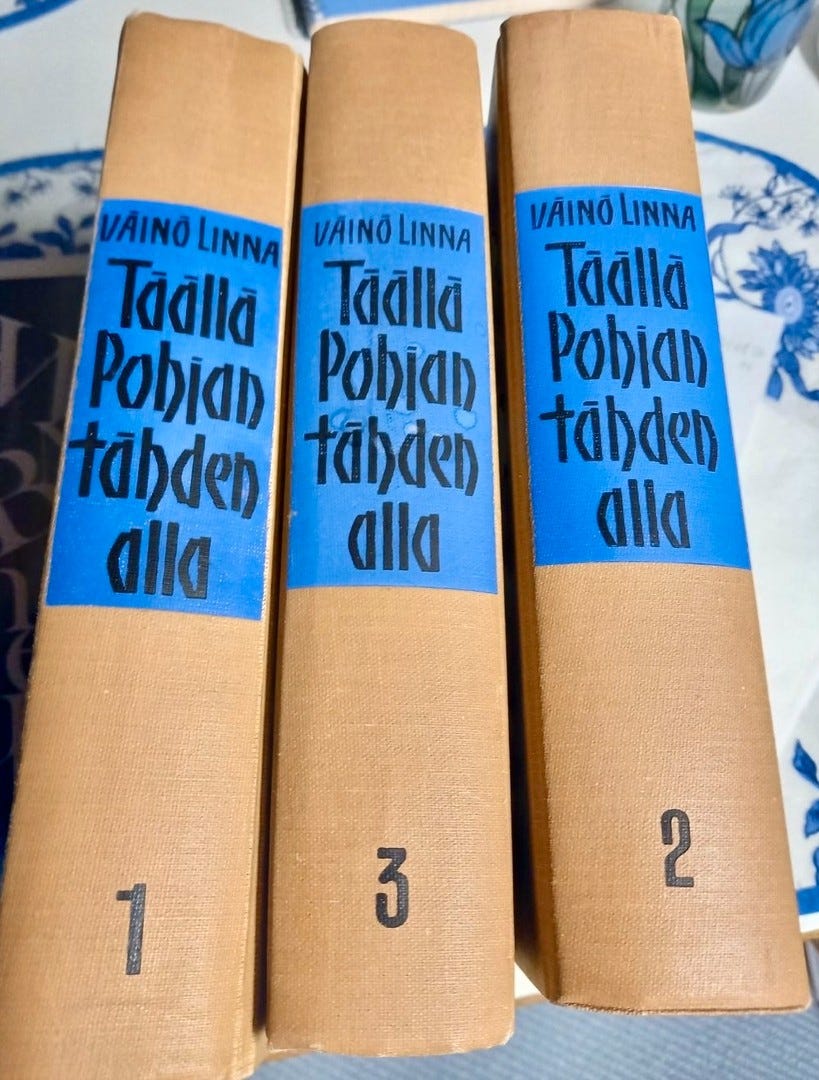 VÄINÖ LINNA
Täällä
Pohjan
tähden
alla
1
VÄINÖ LINNA
Täällä
Pohjan
tähden
alla
3
VÄINÖ LINNA
Täällä
Pohjan
tähden
alla
2